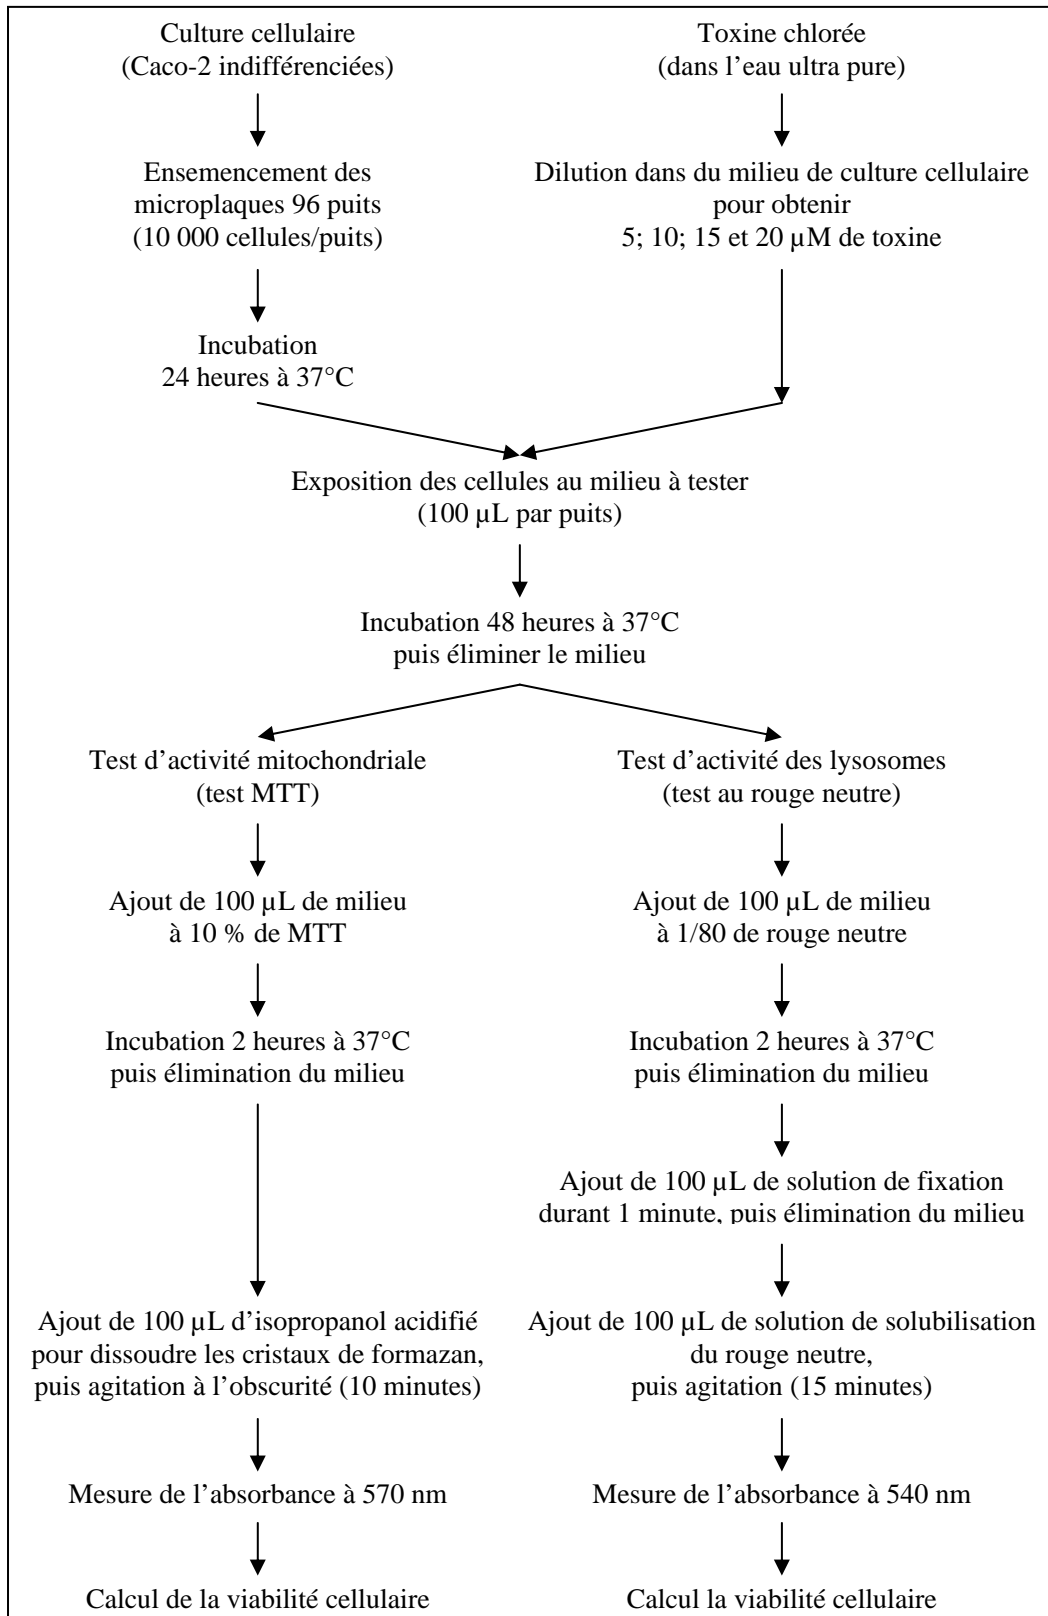 Culture cellulaire
(Caco-2 indifférenciées)
Toxine chlorée
(dans l'eau ultra pure)
Ensemencement des
microplaques 96 puits
(10 000 cellules/puits)
Dilution dans du milieu de culture cellulaire
pour obtenir
5; 10; 15 et 20 µM de toxine
Incubation
24 heures à 37°C
Exposition des cellules au milieu à tester
(100 µL par puits)
Incubation 48 heures à 37°C
puis éliminer le milieu
Test d'activité mitochondriale
(test MTT)
Test d'activité des lysosomes
(test au rouge neutre)
Ajout de 100 µL de milieu
à 10 % de MTT
Ajout de 100 µL de milieu
à 1/80 de rouge neutre
Incubation 2 heures à 37°C
puis élimination du milieu
Incubation 2 heures à 37°C
puis élimination du milieu
Ajout de 100 µL de solution de fixation
durant 1 minute, puis élimination du milieu
Ajout de 100 µL d'isopropanol acidifié
pour dissoudre les cristaux de formazan,
puis agitation à l'obscurité (10 minutes)
Ajout de 100 µL de solution de solubilisation
du rouge neutre,
puis agitation (15 minutes)
Mesure de l'absorbance à 570 nm
Mesure de l'absorbance à 540 nm
Calcul de la viabilité cellulaire
Calcul la viabilité cellulaire